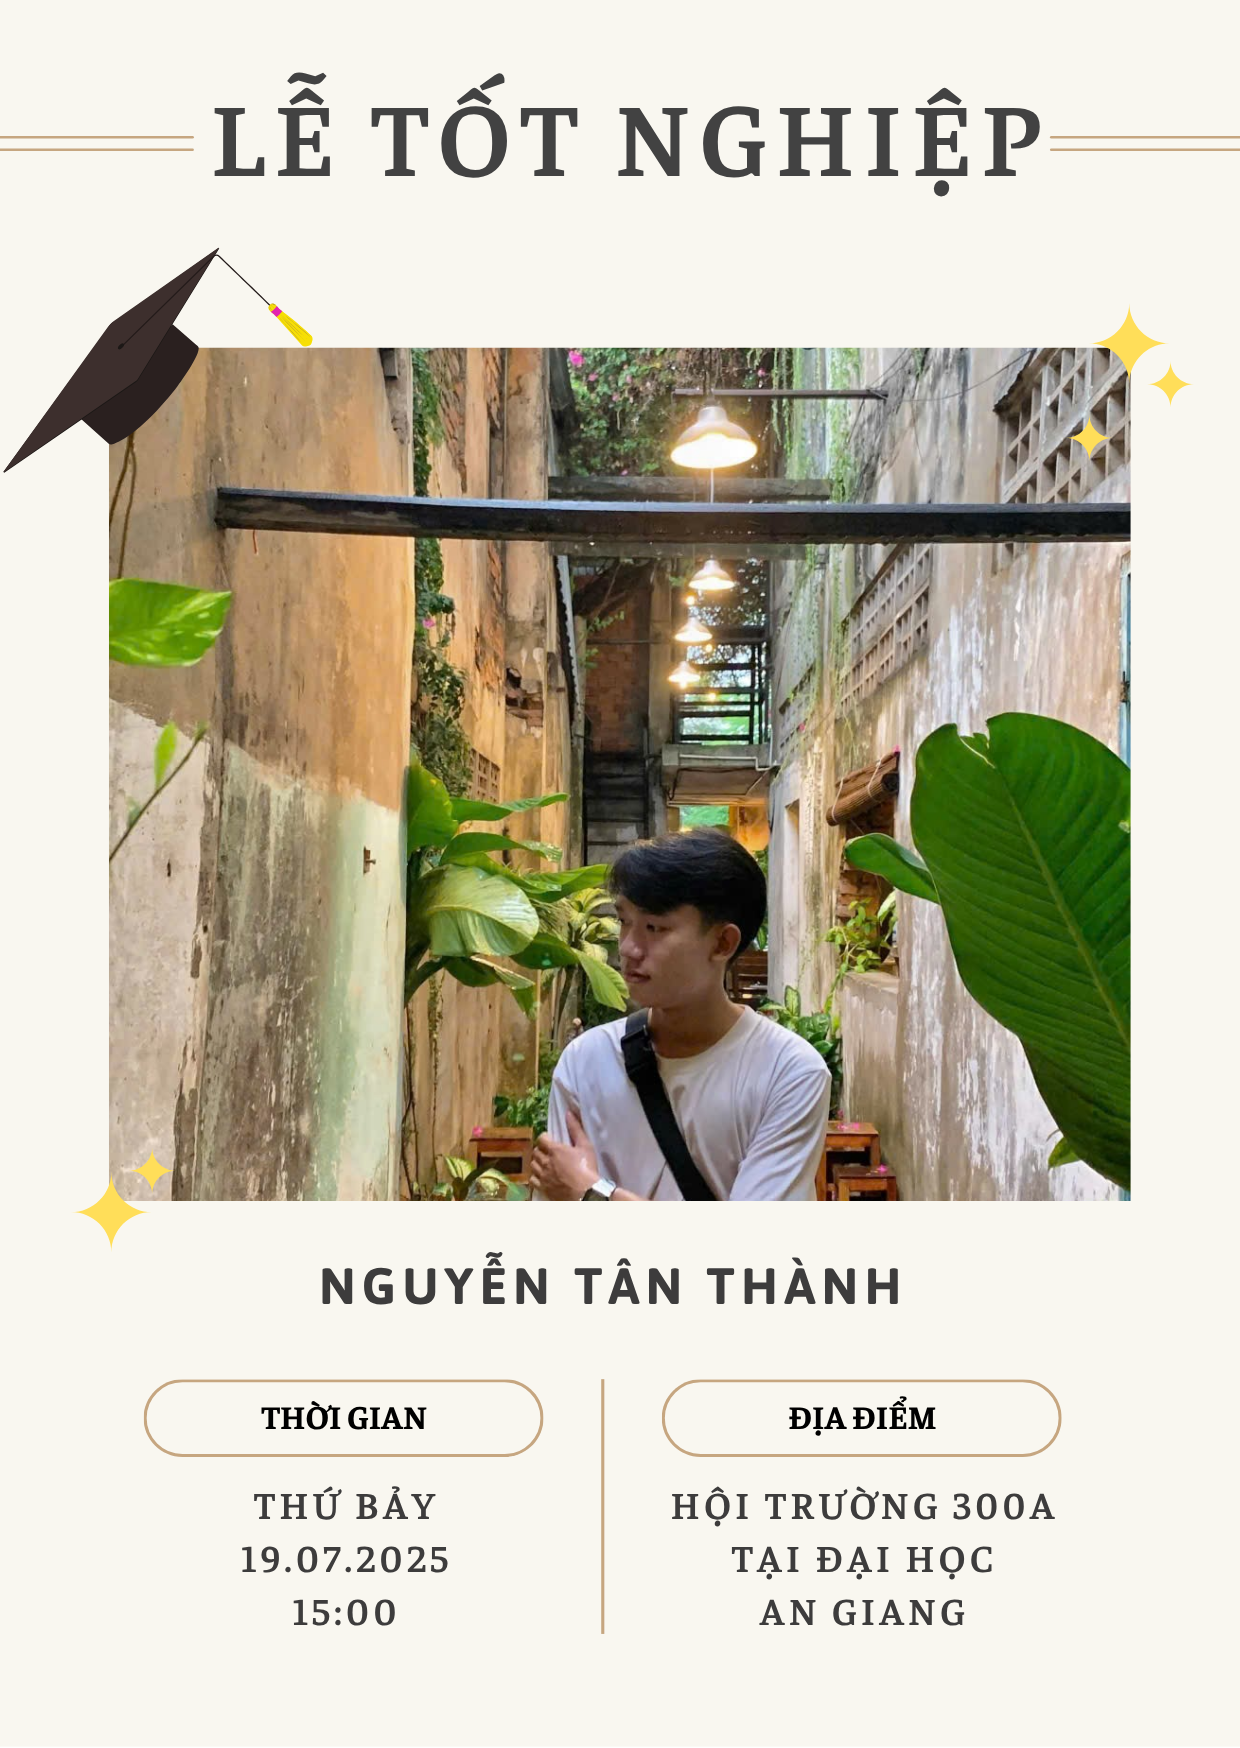 LỄ TỐT NGHIỆP
NGUYỄN TÂN THÀNH
THỜI GIAN
THỨ BẢY
19.07.2025
15:00
ĐỊA ĐIỂM
HỘI TRƯỜNG 300A
TẠI ĐẠI HỌC
AN GIANG